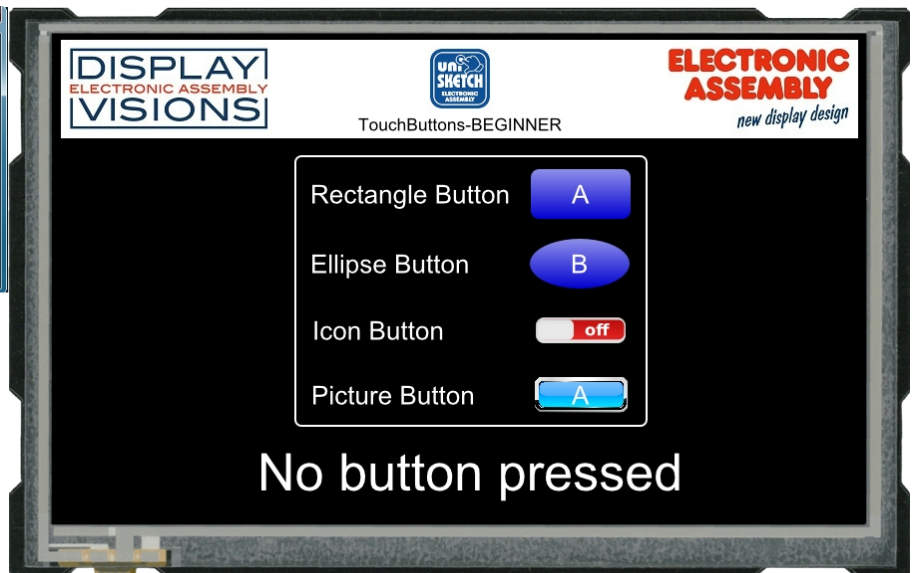 DISPLAY
ELECTRONIC ASSEMBLY
VISIONS
uni
SKETCH
ELECTRONIC
ASSEMBLY
TouchButtons-BEGINNER
ELECTRONIC
ASSEMBLY
new display design
Rectangle Button A
Ellipse Button B
Icon Button off
Picture Button A
No button pressed